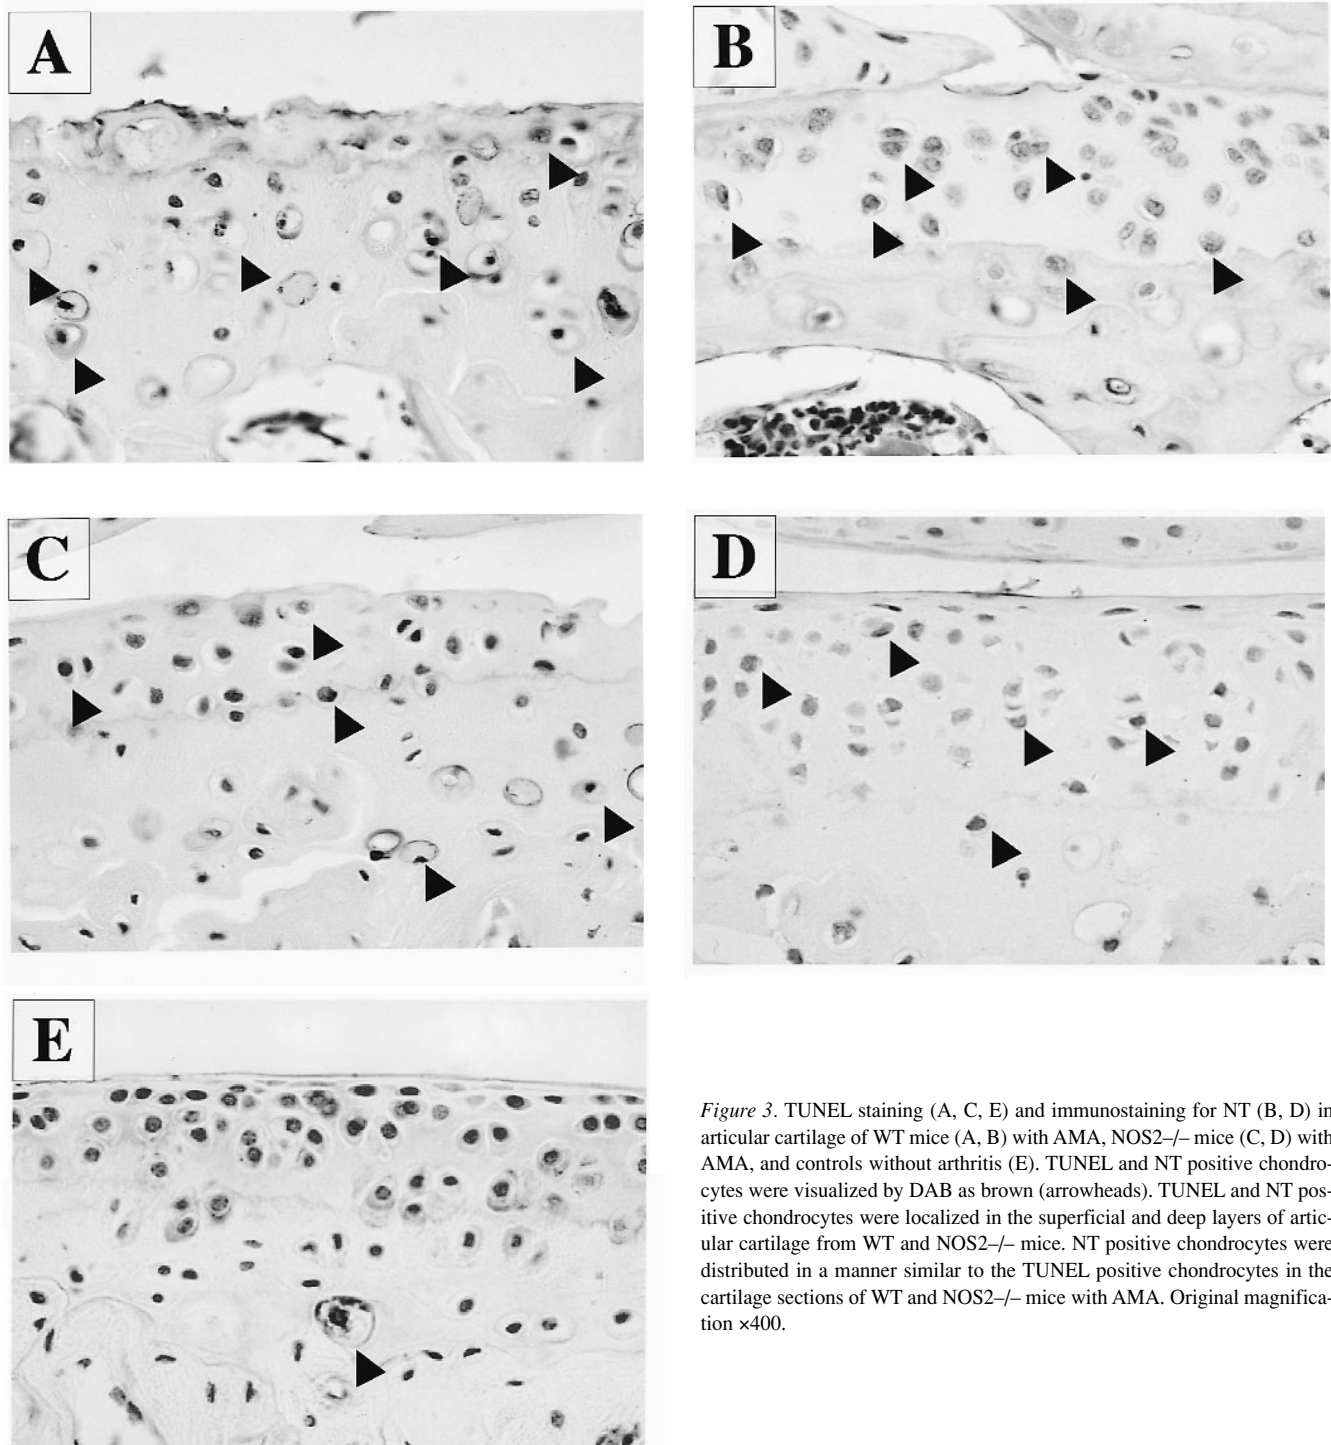 A
B
C
D
E
Figure 3. TUNEL staining (A, C, E) and immunostaining for NT (B, D) in
articular cartilage of WT mice (A, B) with AMA, NOS2–/– mice (C, D) with
AMA, and controls without arthritis (E). TUNEL and NT positive chondro-
cytes were visualized by DAB as brown (arrowheads). TUNEL and NT pos-
itive chondrocytes were localized in the superficial and deep layers of artic-
ular cartilage from WT and NOS2–/– mice. NT positive chondrocytes were
distributed in a manner similar to the TUNEL positive chondrocytes in the
cartilage sections of WT and NOS2–/– mice with AMA. Original magnifica-
tion ×400.